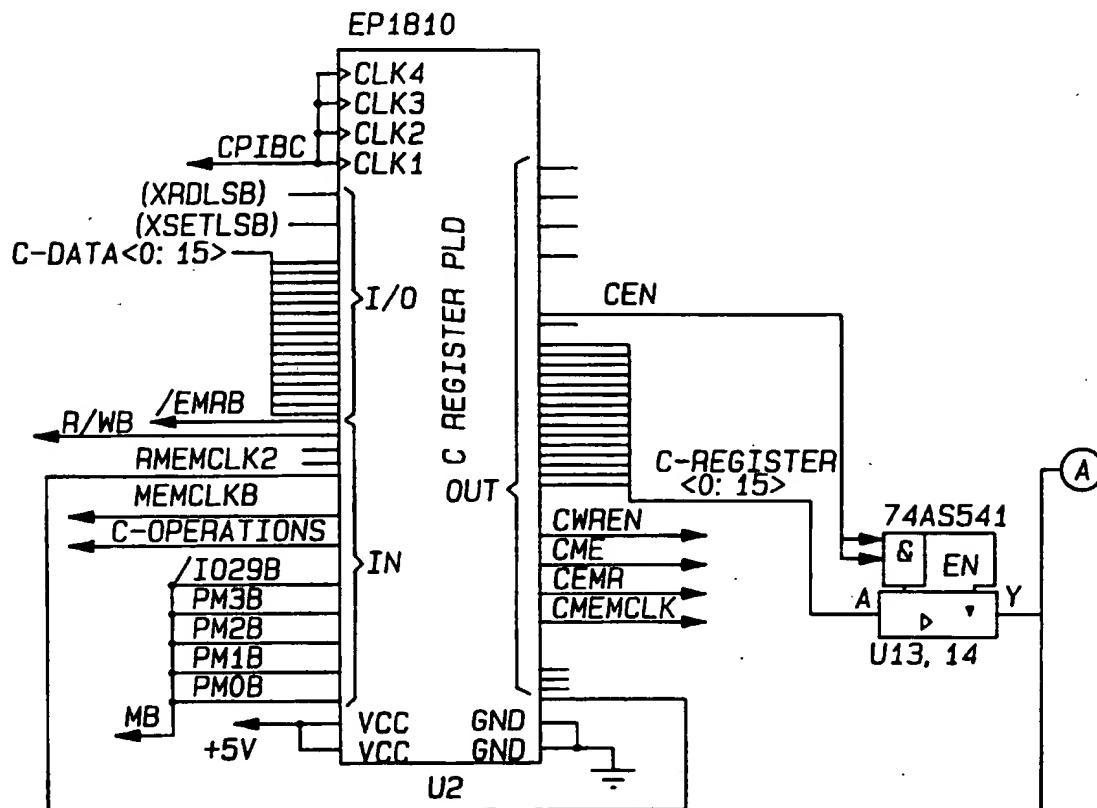 EP1810
CLK4
CLK3
CLK2
CPIBC
CLK1
(XRDLSB)
(XSETLSB)
C-DATA<0: 15>
I/O
C REGISTER PLD
CEN
/EMRB
R/WB
RMEMCLK2
MEMCLKB
C-OPERATIONS
IN
/IO29B
PM3B
PM2B
PM1B
PM0B
MB
+5V
VCC
VCC
GND
GND
U2
OUT
C-REGISTER
<0: 15>
CWREN
CME
CEMR
CMEMCLK
74AS541
&
EN
A
Y
U13, 14
A